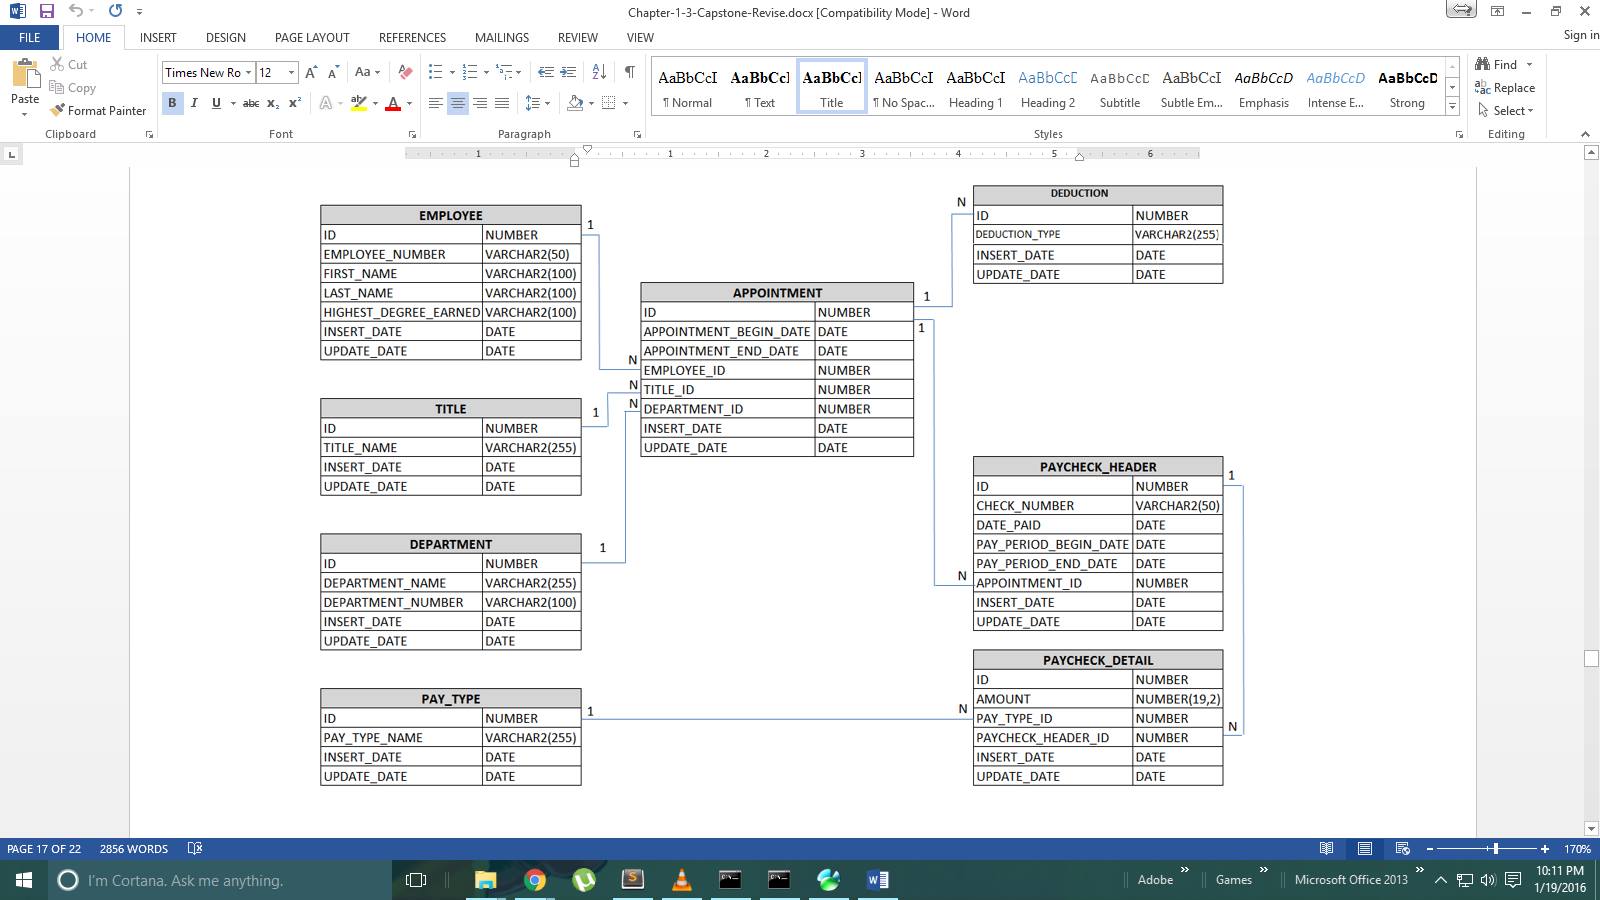 Chapter-1-3-Capstone-Revise.docx [Compatibility Mode] - Word
FILE HOME INSERT DESIGN PAGE LAYOUT REFERENCES MAILINGS REVIEW VIEW Sign in
Paste
Cut
Copy
Format Painter
Clipboard
Times New Ro 12
Font
Paragraph
AaBbCcI AaBbCcI AaBbCcI AaBbCcI AaBbCcI AaBbCcD AaBbCcD AaBbCcI AaBbCcD AaBbCcD AaBbCcD
¶ Normal ¶ Text Title ¶ No Spac... Heading 1 Heading 2 Subtitle Subtle Em... Emphasis Intense E... Strong
Styles
Find
Replace
Select
Editing
1 1 2 3 4 5 6
EMPLOYEE
ID NUMBER
EMPLOYEE_NUMBER VARCHAR2(50)
FIRST_NAME VARCHAR2(100)
LAST_NAME VARCHAR2(100)
HIGHEST_DEGREE_EARNED VARCHAR2(100)
INSERT_DATE DATE
UPDATE_DATE DATE
1
N
TITLE
ID NUMBER
TITLE_NAME VARCHAR2(255)
INSERT_DATE DATE
UPDATE_DATE DATE
1
N
DEPARTMENT
ID NUMBER
DEPARTMENT_NAME VARCHAR2(255)
DEPARTMENT_NUMBER VARCHAR2(100)
INSERT_DATE DATE
UPDATE_DATE DATE
1
N
PAY_TYPE
ID NUMBER
PAY_TYPE_NAME VARCHAR2(255)
INSERT_DATE DATE
UPDATE_DATE DATE
1
N
APPOINTMENT
ID NUMBER
APPOINTMENT_BEGIN_DATE DATE
APPOINTMENT_END_DATE DATE
EMPLOYEE_ID NUMBER
TITLE_ID NUMBER
DEPARTMENT_ID NUMBER
INSERT_DATE DATE
UPDATE_DATE DATE
1
N
1
N
DEDUCTION
ID NUMBER
DEDUCTION_TYPE VARCHAR2(255)
INSERT_DATE DATE
UPDATE_DATE DATE
PAYCHECK_HEADER
ID NUMBER
CHECK_NUMBER VARCHAR2(50)
DATE_PAID DATE
PAY_PERIOD_BEGIN_DATE DATE
PAY_PERIOD_END_DATE DATE
APPOINTMENT_ID NUMBER
INSERT_DATE DATE
UPDATE_DATE DATE
1
N
PAYCHECK_DETAIL
ID NUMBER
AMOUNT NUMBER(19,2)
PAY_TYPE_ID NUMBER
PAYCHECK_HEADER_ID NUMBER
INSERT_DATE DATE
UPDATE_DATE DATE
PAGE 17 OF 22 2856 WORDS 170%
I'm Cortana. Ask me anything.
Adobe Games Microsoft Office 2013
10:11 PM
1/19/2016